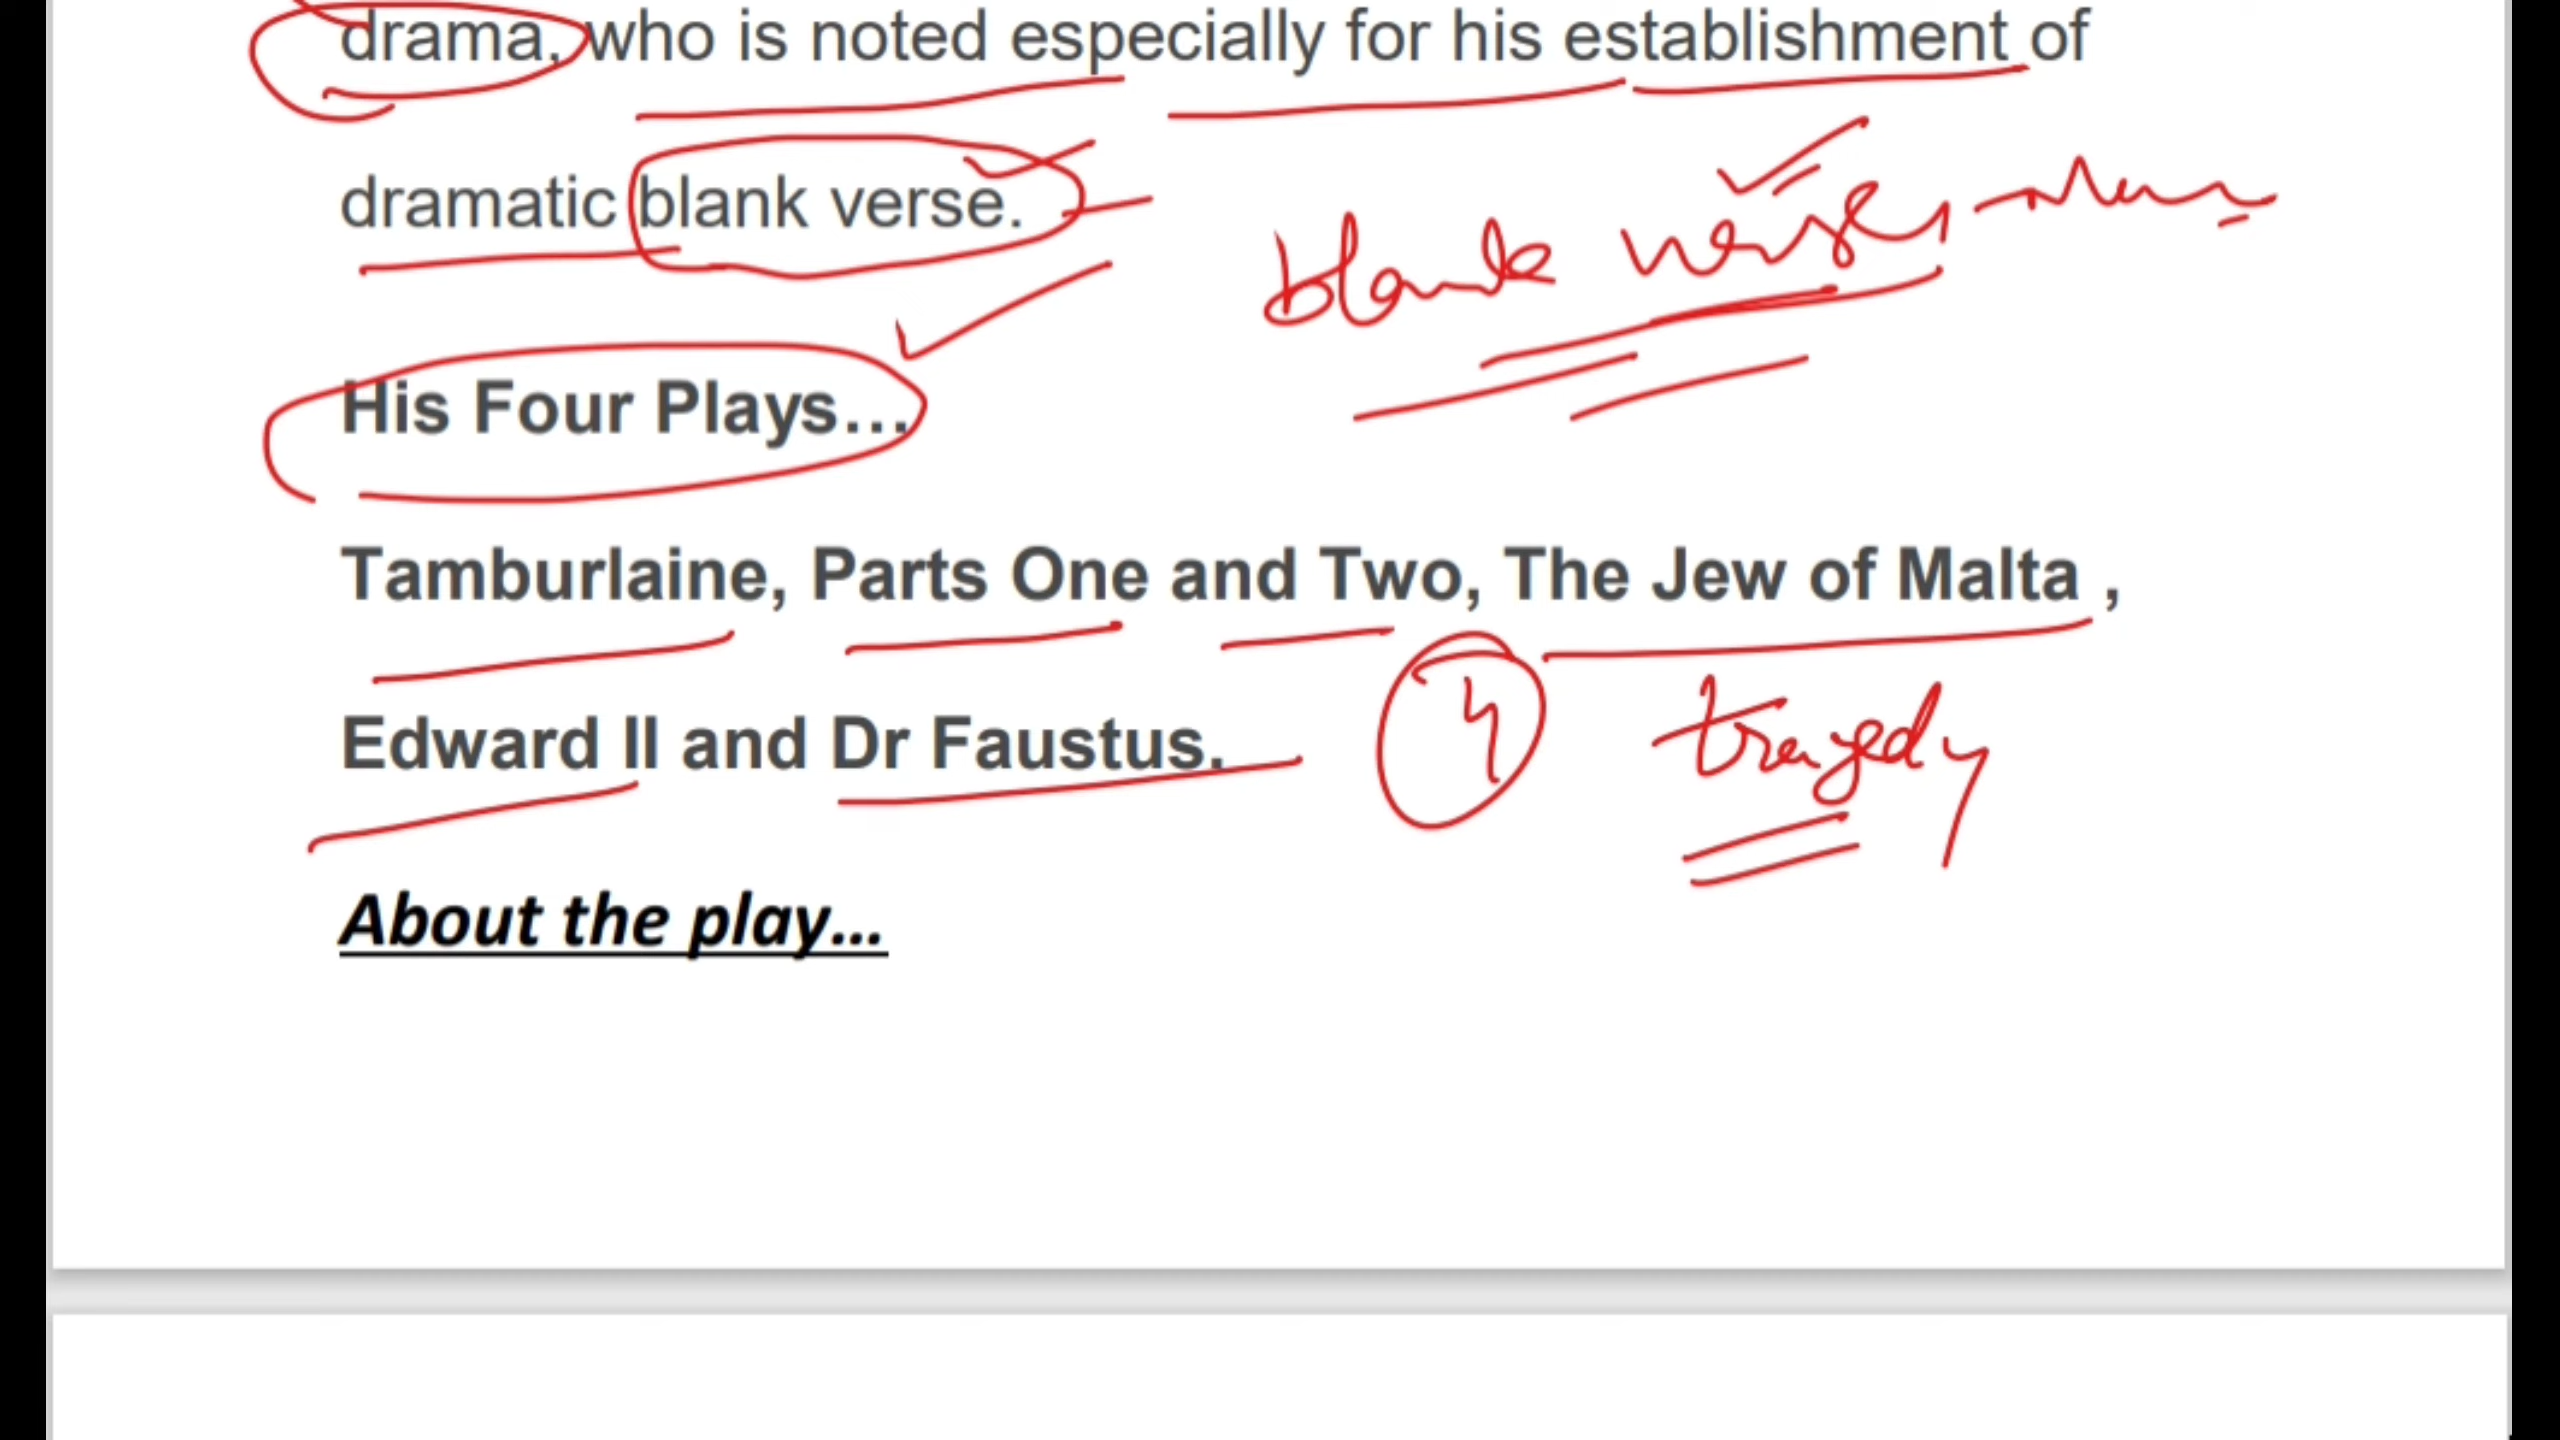 drama, who is noted especially for his establishment of
dramatic blank verse.
blank verse
His Four Plays...
Tamburlaine, Parts One and Two, The Jew of Malta ,
Edward II and Dr Faustus.
4 tragedy
About the play...